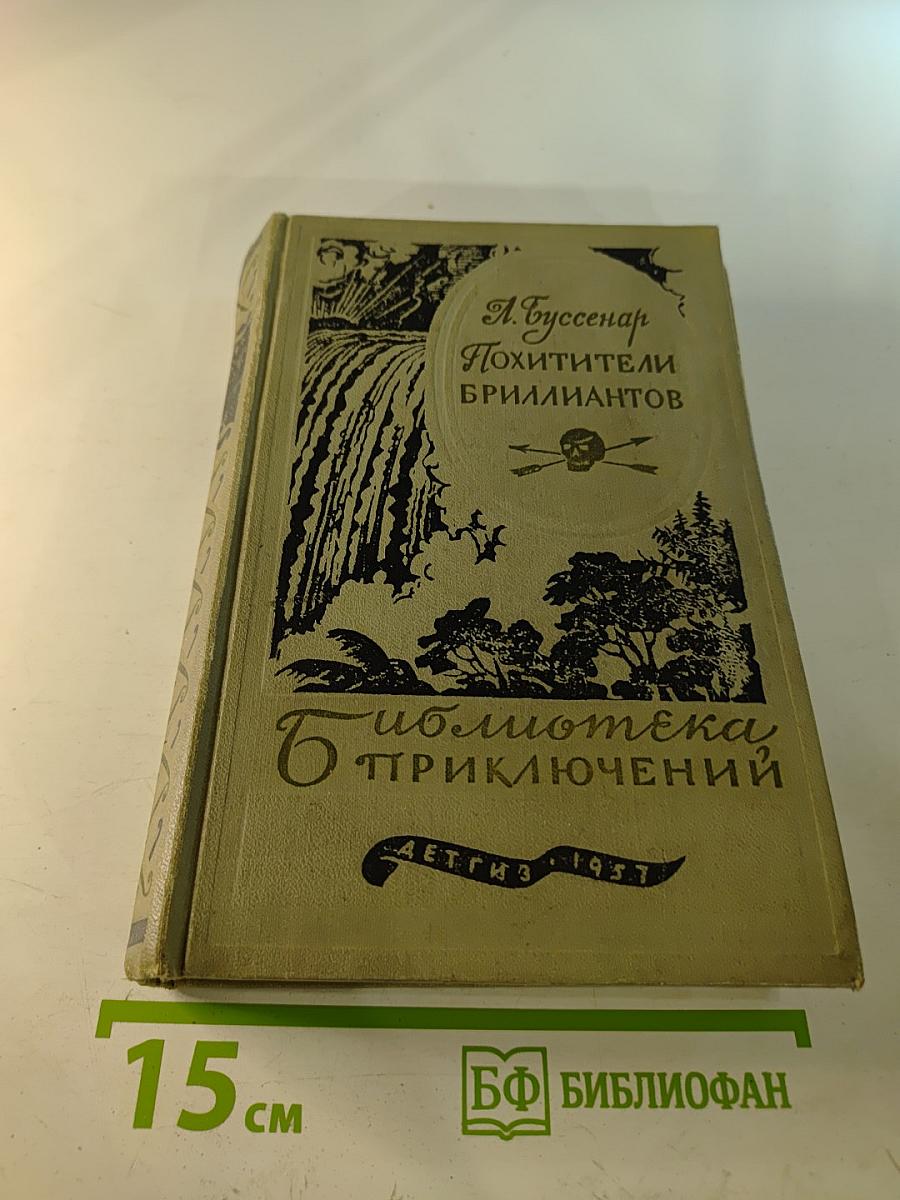 Л. Буссенар
Похитители
бриллиантов
Библиотека
приключений
ДЕТГИЗ · 1957
15 см
БФ БИБЛИОФАН